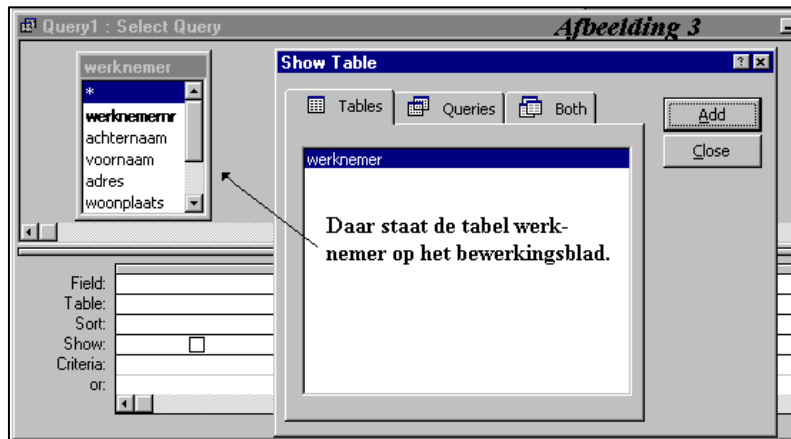 Query1 : Select Query
Afbeelding 3
werknemer
*
werknemernr
achternaam
voornaam
adres
woonplaats
Show Table
Tables
Queries
Both
Add
Close
werknemer
Daar staat de tabel werk-
nemer op het bewerkingsblad.
Field:
Table:
Sort:
Show:
Criteria:
or: